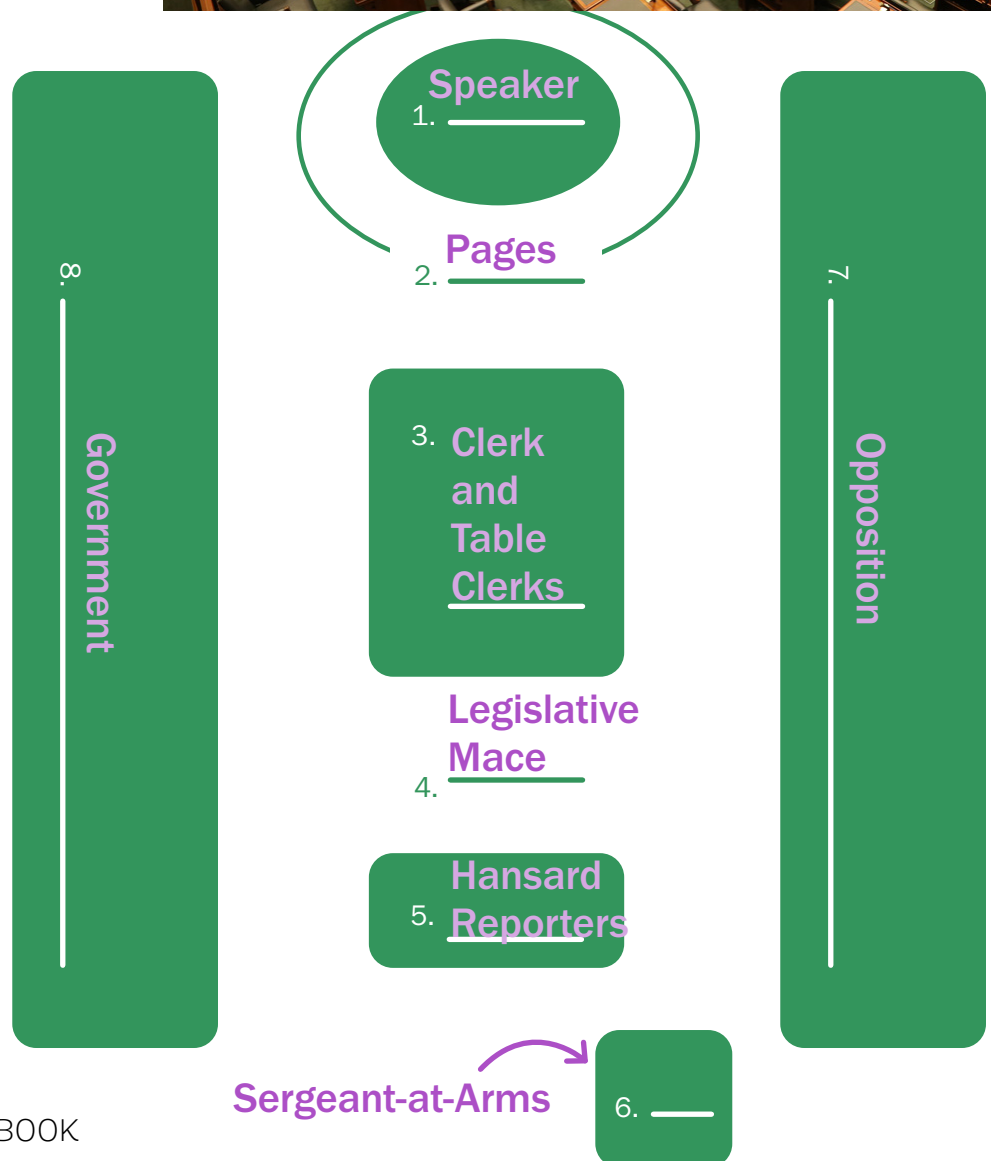 Speaker
1.
Pages
2.
8.
Government
7.
Opposition
3. Clerk
and
Table
Clerks
Legislative
Mace
4.
Hansard
5. Reporters
Sergeant-at-Arms
6.
BOOK